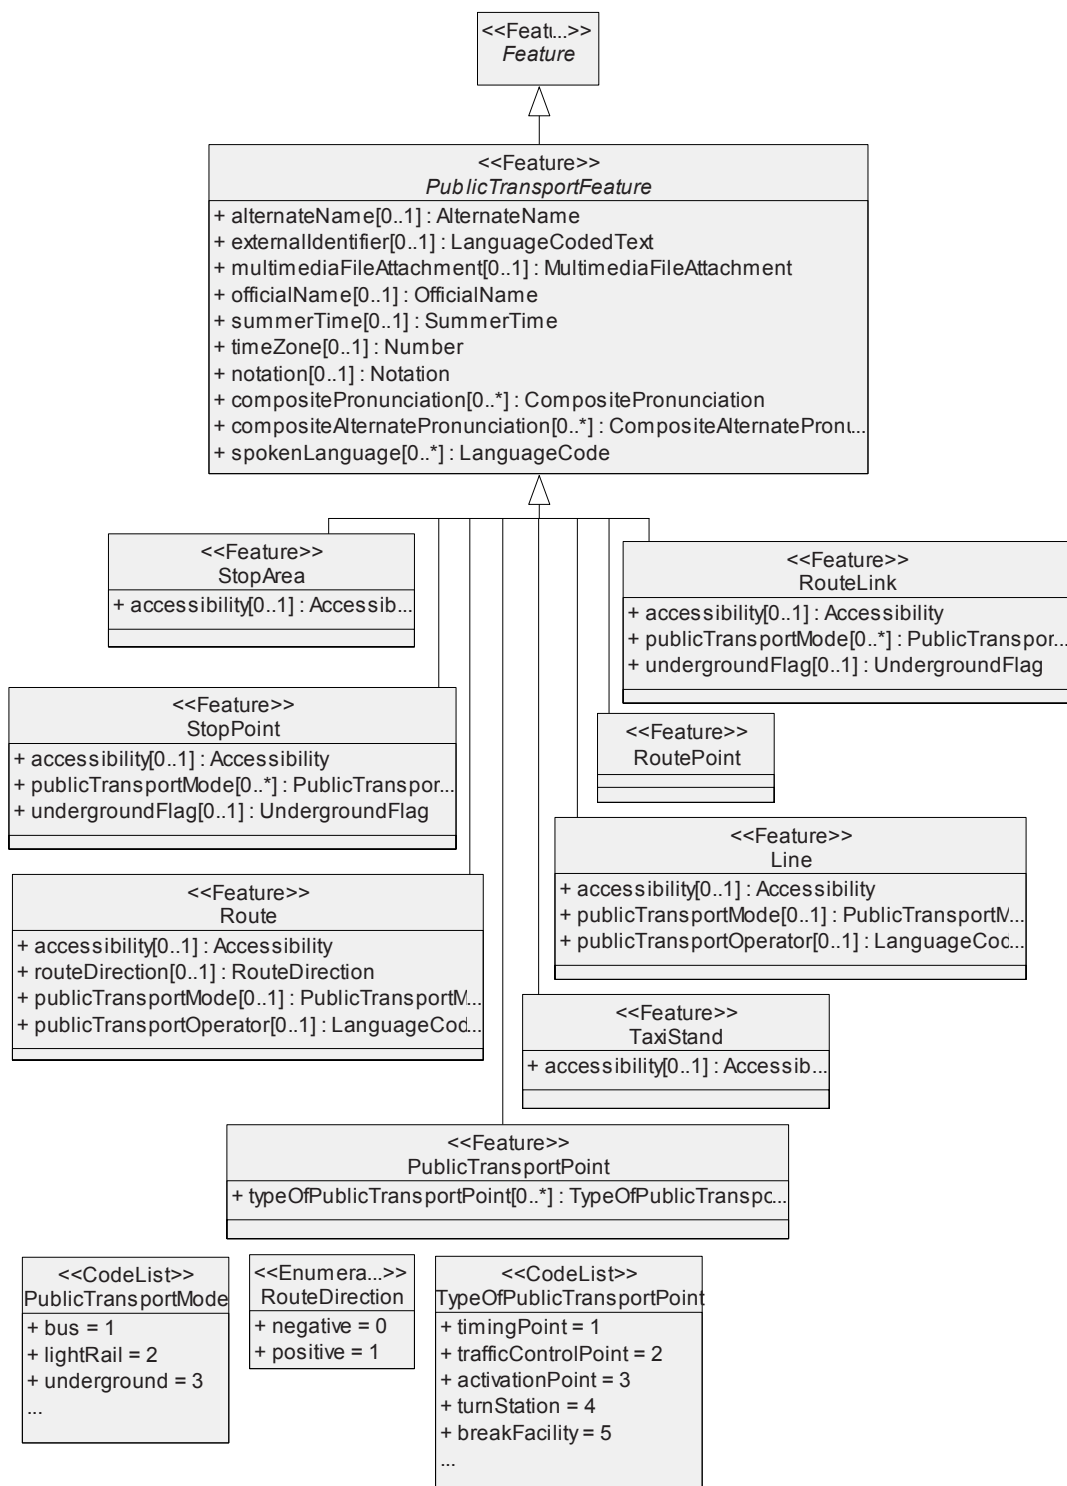 <<Featu...>>
Feature
<<Feature>>
PublicTransportFeature
+ alternateName[0..1] : AlternateName
+ externalIdentifier[0..1] : LanguageCodedText
+ multimediaFileAttachment[0..1] : MultimediaFileAttachment
+ officialName[0..1] : OfficialName
+ summerTime[0..1] : SummerTime
+ timeZone[0..1] : Number
+ notation[0..1] : Notation
+ compositePronunciation[0..*] : CompositePronunciation
+ compositeAlternatePronunciation[0..*] : CompositeAlternatePronu...
+ spokenLanguage[0..*] : LanguageCode
<<Feature>>
StopArea
+ accessibility[0..1] : Accessib...
<<Feature>>
RouteLink
+ accessibility[0..1] : Accessibility
+ publicTransportMode[0..*] : PublicTranspor...
+ undergroundFlag[0..1] : UndergroundFlag
<<Feature>>
StopPoint
+ accessibility[0..1] : Accessibility
+ publicTransportMode[0..*] : PublicTranspor...
+ undergroundFlag[0..1] : UndergroundFlag
<<Feature>>
RoutePoint
<<Feature>>
Line
+ accessibility[0..1] : Accessibility
+ publicTransportMode[0..1] : PublicTransportM...
+ publicTransportOperator[0..1] : LanguageCod...
<<Feature>>
Route
+ accessibility[0..1] : Accessibility
+ routeDirection[0..1] : RouteDirection
+ publicTransportMode[0..1] : PublicTransportM...
+ publicTransportOperator[0..1] : LanguageCod...
<<Feature>>
TaxiStand
+ accessibility[0..1] : Accessib...
<<Feature>>
PublicTransportPoint
+ typeOfPublicTransportPoint[0..*] : TypeOfPublicTranspo...
<<CodeList>>
PublicTransportMode
+ bus = 1
+ lightRail = 2
+ underground = 3
...
<<Enumera...>>
RouteDirection
+ negative = 0
+ positive = 1
<<CodeList>>
TypeOfPublicTransportPoint
+ timingPoint = 1
+ trafficControlPoint = 2
+ activationPoint = 3
+ turnStation = 4
+ breakFacility = 5
...